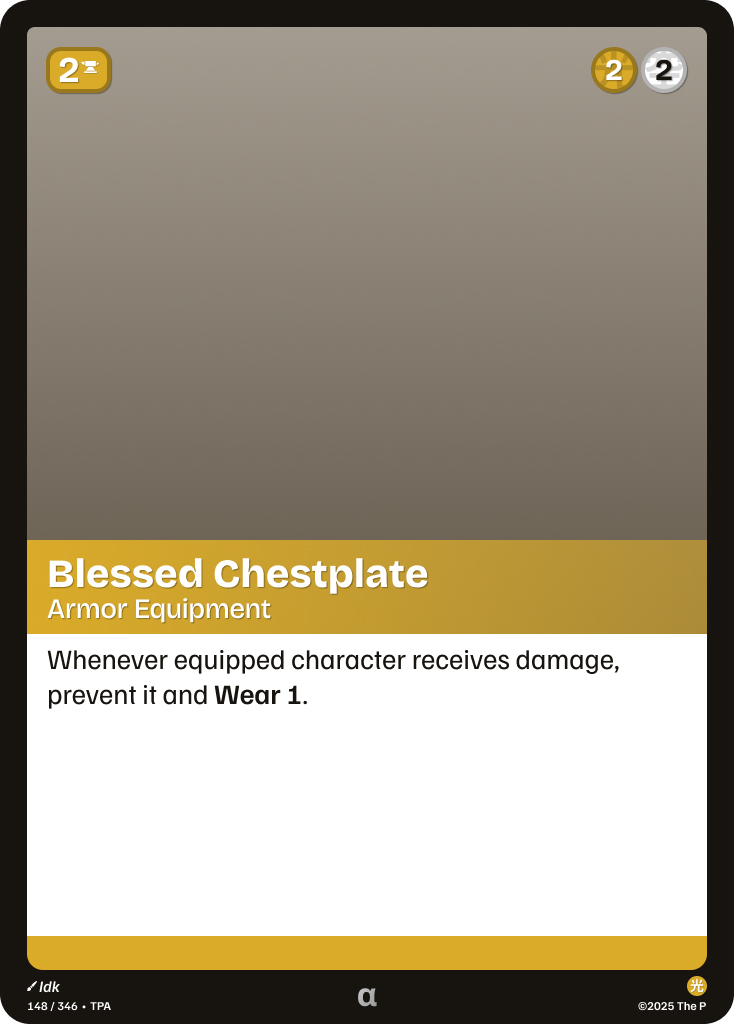 2
2 2
Blessed Chestplate
Armor Equipment
Whenever equipped character receives damage,
prevent it and Wear 1.
Idk
148 / 346 • TPA
α
光
©2025 The P